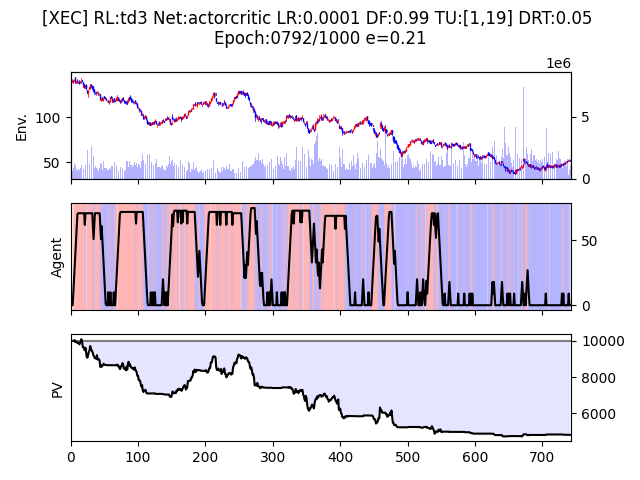 [XEC] RL:td3 Net:actorcritic LR:0.0001 DF:0.99 TU:[1,19] DRT:0.05
Epoch:0792/1000 e=0.21
1e6
Env.
100
50
5
0
Agent
50
0
PV
10000
8000
6000
0 100 200 300 400 500 600 700